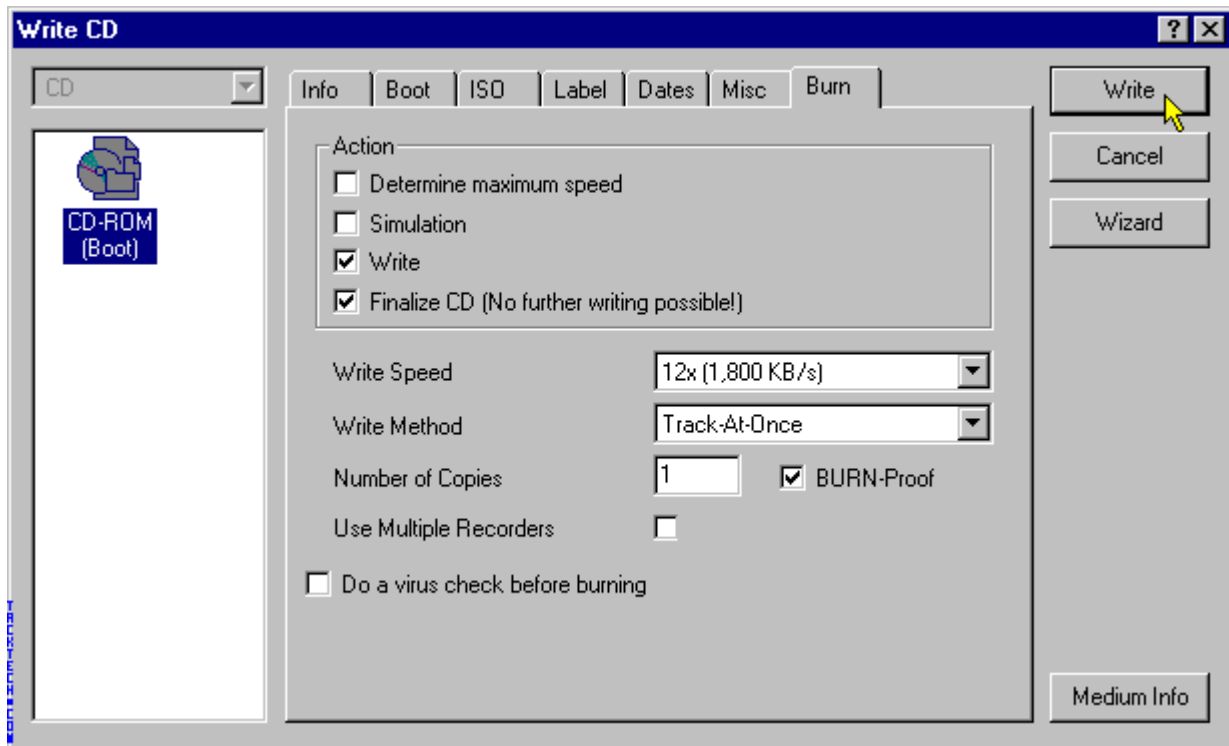 Write CD
CD
CD-ROM
(Boot)
Info Boot ISO Label Dates Misc Burn
Action
Determine maximum speed
Simulation
Write
Finalize CD (No further writing possible!)
Write Speed 12x (1,800 KB/s)
Write Method Track-At-Once
Number of Copies 1 BURN-Proof
Use Multiple Recorders
Do a virus check before burning
Write
Cancel
Wizard
Medium Info